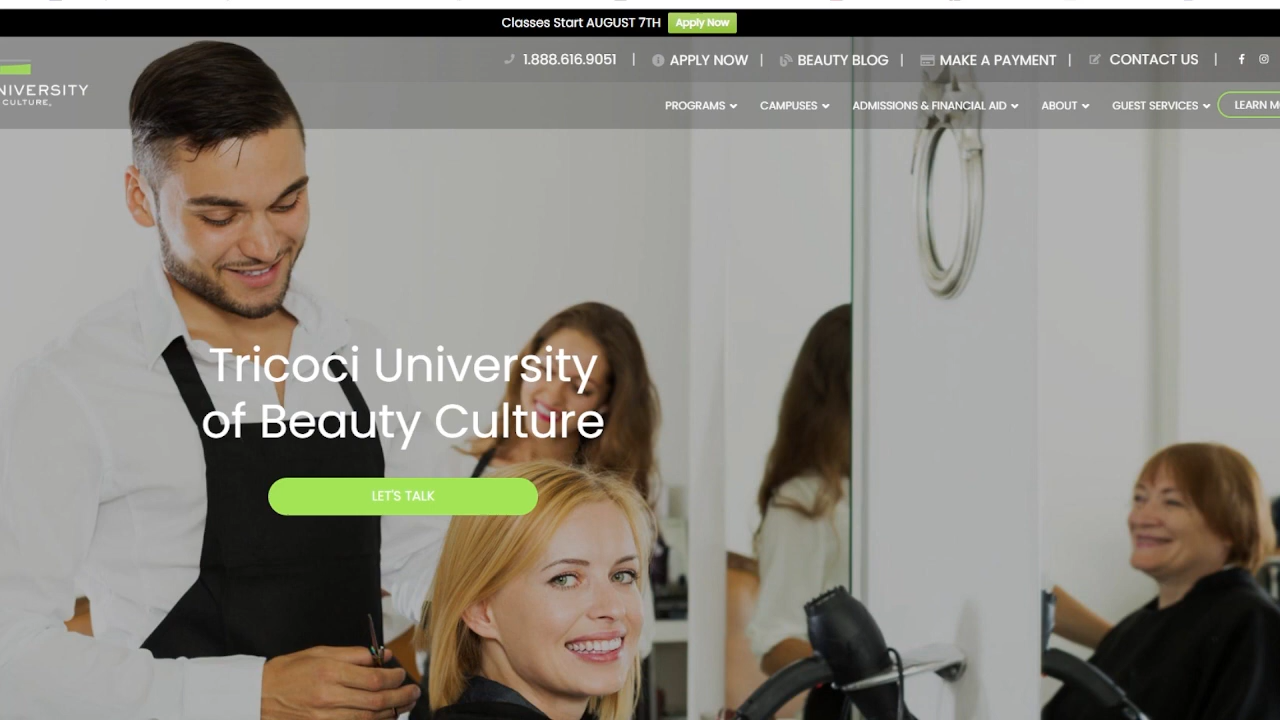 Classes Start AUGUST 7TH Apply Now
1.888.616.9051 | APPLY NOW | BEAUTY BLOG | MAKE A PAYMENT | CONTACT US |
NIVERSITY
CULTURE
PROGRAMS CAMPUSES ADMISSIONS & FINANCIAL AID ABOUT GUEST SERVICES LEARN M
Tricoci University
of Beauty Culture
LET'S TALK